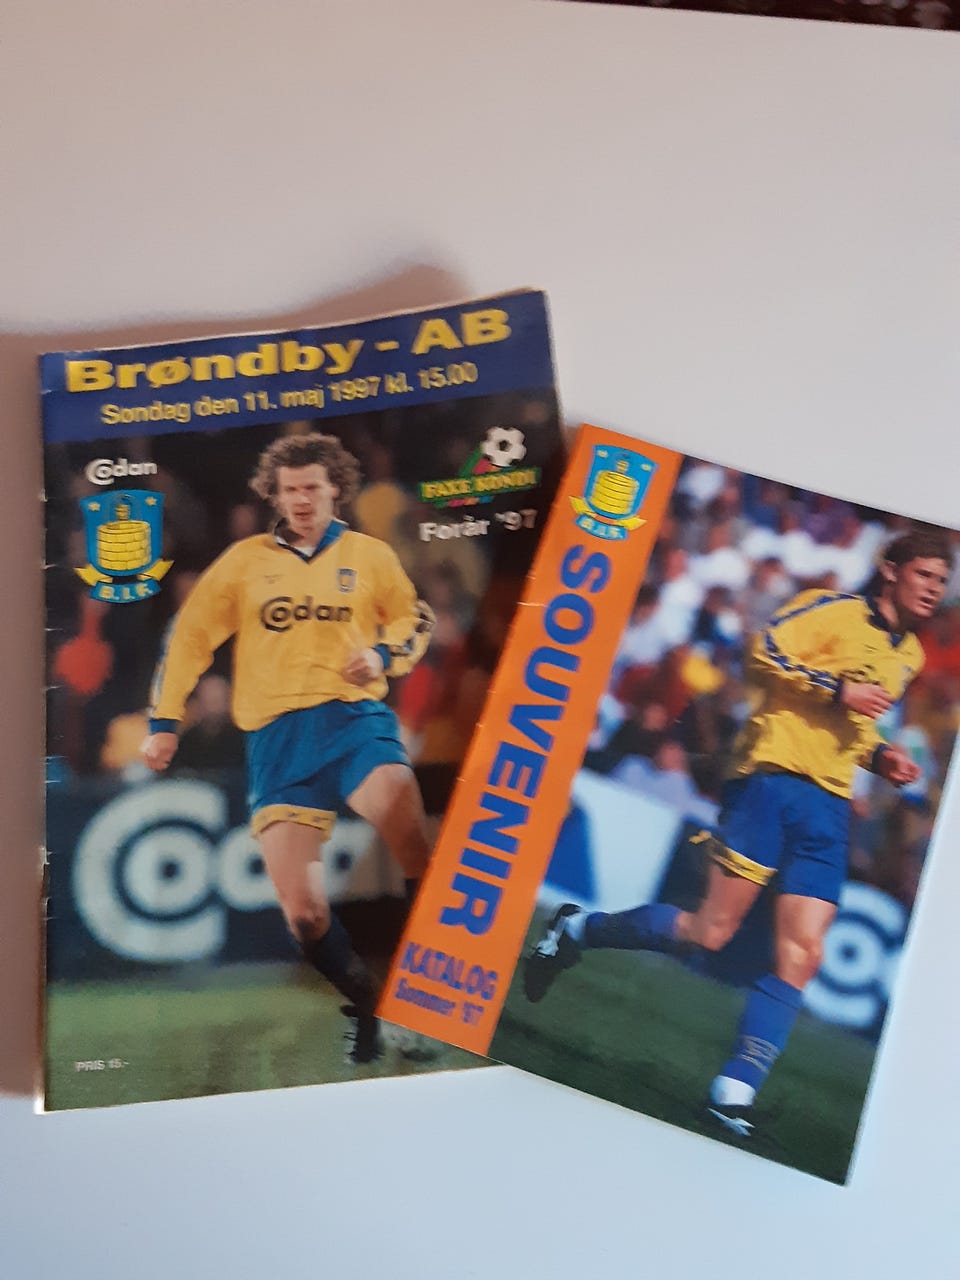 Brøndby - AB
Søndag den 11. maj 1997 kl. 15.00
Codan
B.I.F.
FAXE KONDI
Forår '97
Codan
Codan
PRIS 15.-
B.I.F.
SOUVENIR
KATALOG
Sommer '97